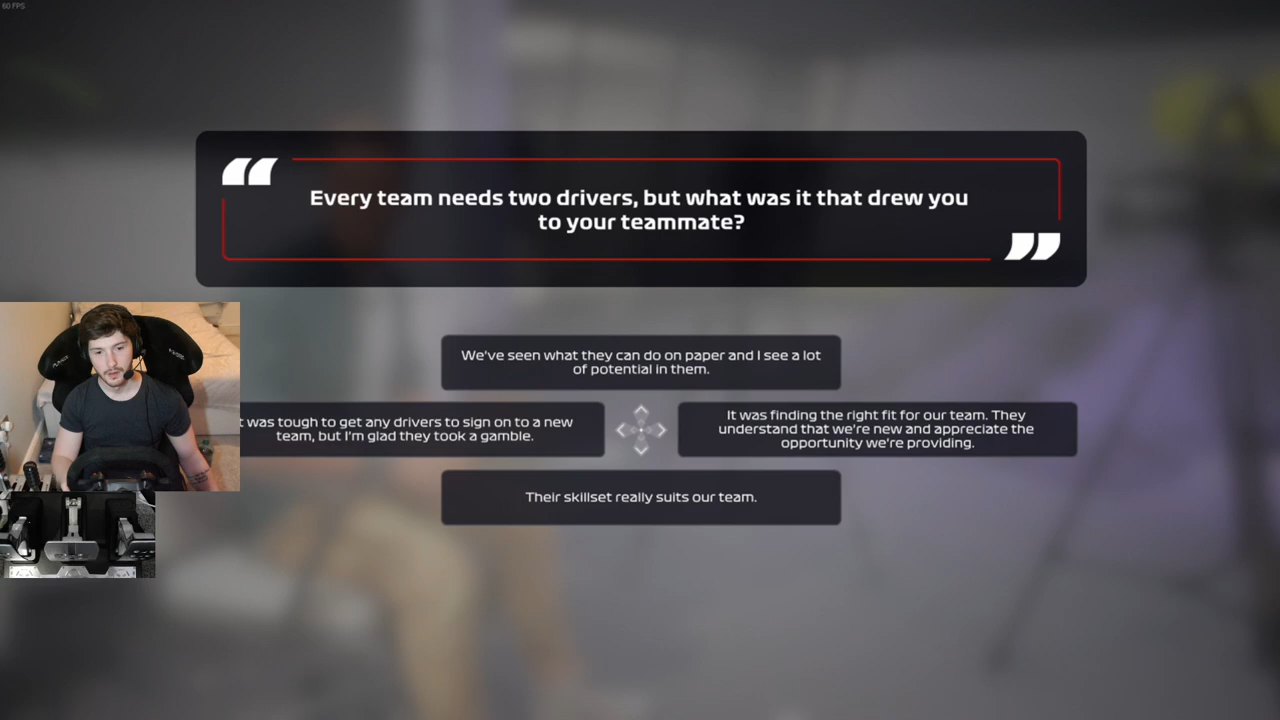 60 FPS
Every team needs two drivers, but what was it that drew you
to your teammate?
We've seen what they can do on paper and I see a lot
of potential in them.
t was tough to get any drivers to sign on to a new
team, but I'm glad they took a gamble.
It was finding the right fit for our team. They
understand that we're new and appreciate the
opportunity we're providing.
Their skillset really suits our team.